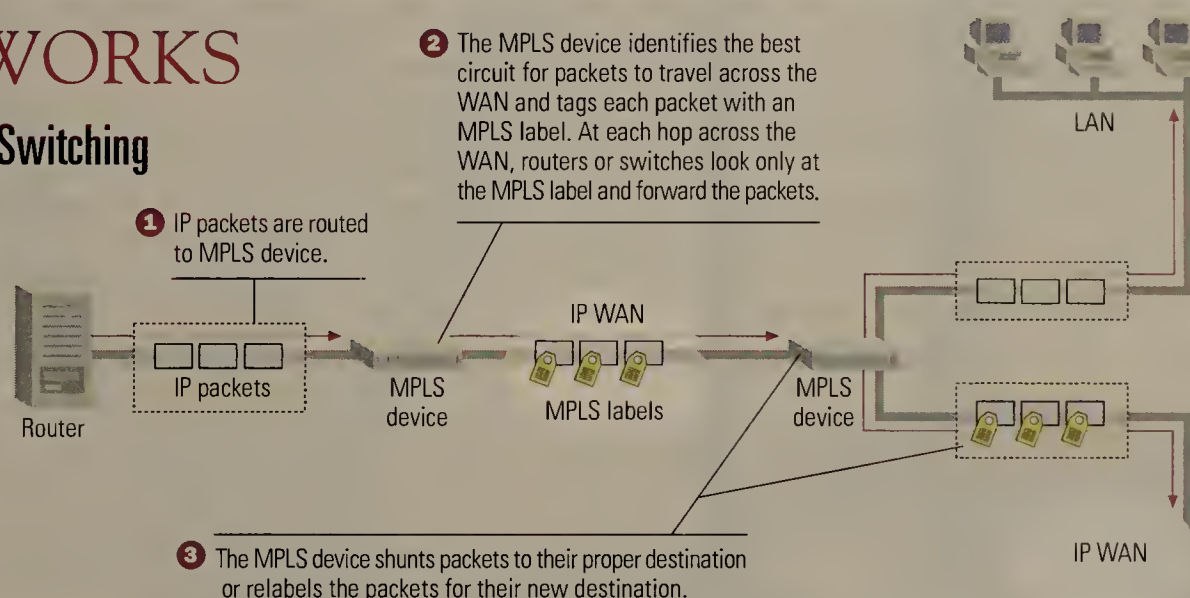 WORKS
Switching
1 IP packets are routed
to MPLS device.
2 The MPLS device identifies the best
circuit for packets to travel across the
WAN and tags each packet with an
MPLS label. At each hop across the
WAN, routers or switches look only at
the MPLS label and forward the packets.
LAN
IP WAN
IP packets
Router
MPLS
device
MPLS labels
MPLS
device
3 The MPLS device shunts packets to their proper destination
or relabels the packets for their new destination.
IP WAN